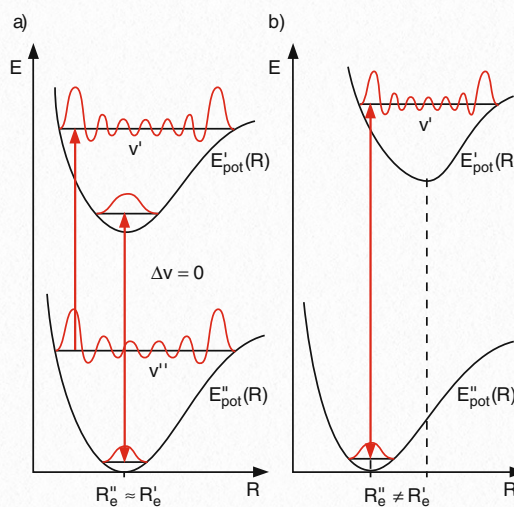 a)
E
v'
E'pot(R)
Δv = 0
v''
E''pot(R)
R''e ≈ R'e
R
b)
E
v'
E'pot(R)
E''pot(R)
R''e ≠ R'e
R